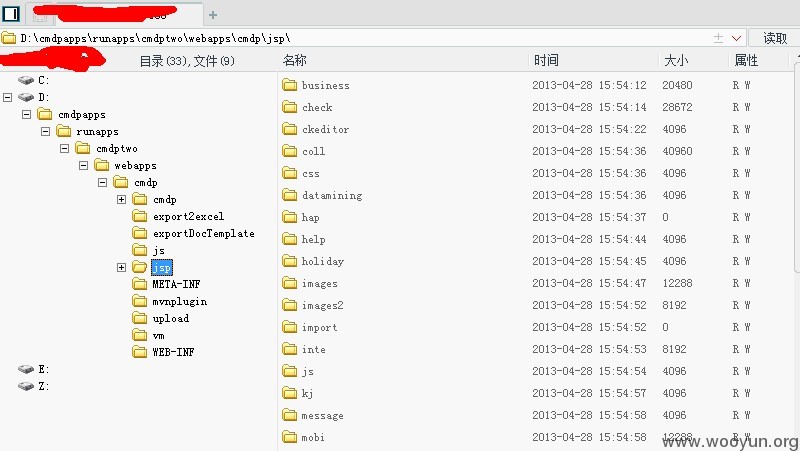 D:\cmdpapps\runapps\cmdptwo\webapps\cmdp\jsp\ 读取
目录(33),文件(9) 名称 时间 大小 属性
C:
D:
cmdpapps
runapps
cmdptwo
webapps
cmdp
cmdp
export2excel
exportDocTemplate
js
jsp
META-INF
mvnplugin
upload
vm
WEB-INF
E:
Z:
business 2013-04-28 15:54:12 20480 R W
check 2013-04-28 15:54:14 28672 R W
ckeditor 2013-04-28 15:54:22 4096 R W
coll 2013-04-28 15:54:36 40960 R W
css 2013-04-28 15:54:36 4096 R W
datamining 2013-04-28 15:54:36 4096 R W
hap 2013-04-28 15:54:37 0 R W
help 2013-04-28 15:54:44 4096 R W
holiday 2013-04-28 15:54:45 4096 R W
images 2013-04-28 15:54:47 12288 R W
images2 2013-04-28 15:54:52 8192 R W
import 2013-04-28 15:54:52 0 R W
inte 2013-04-28 15:54:53 8192 R W
js 2013-04-28 15:54:54 4096 R W
kj 2013-04-28 15:54:57 4096 R W
message 2013-04-28 15:54:58 4096 R W
mobi 2013-04-28 15:54:58 12288 R W
www.wooyun.org